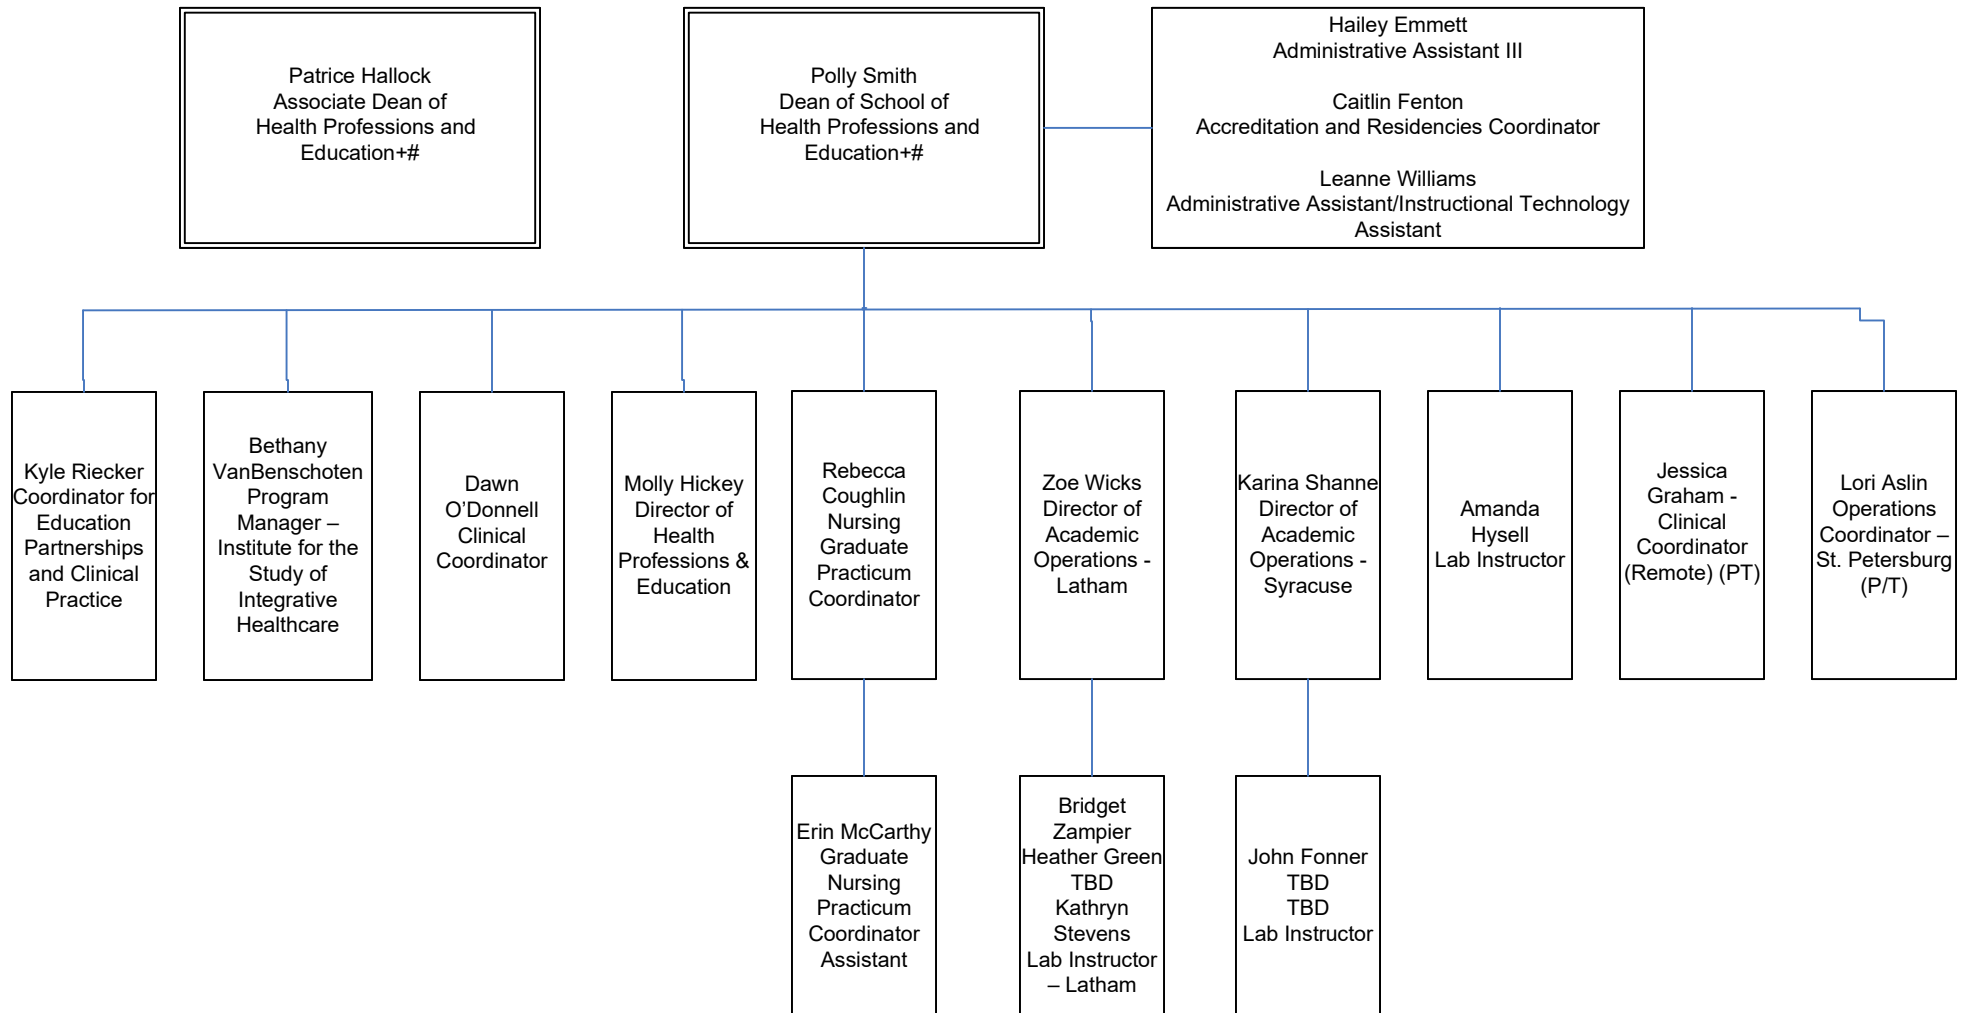 Patrice Hallock
Associate Dean of
Health Professions and
Education+#
Polly Smith
Dean of School of
Health Professions and
Education+#
Hailey Emmett
Administrative Assistant III
Caitlin Fenton
Accreditation and Residencies Coordinator
Leanne Williams
Administrative Assistant/Instructional Technology
Assistant
Kyle Riecker
Coordinator for
Education
Partnerships
and Clinical
Practice
Bethany
VanBenschoten
Program
Manager –
Institute for the
Study of
Integrative
Healthcare
Dawn
O’Donnell
Clinical
Coordinator
Molly Hickey
Director of
Health
Professions &
Education
Rebecca
Coughlin
Nursing
Graduate
Practicum
Coordinator
Zoe Wicks
Director of
Academic
Operations -
Latham
Karina Shanne
Director of
Academic
Operations -
Syracuse
Amanda
Hysell
Lab Instructor
Jessica
Graham -
Clinical
Coordinator
(Remote) (PT)
Lori Aslin
Operations
Coordinator –
St. Petersburg
(P/T)
Erin McCarthy
Graduate
Nursing
Practicum
Coordinator
Assistant
Bridget
Zampier
Heather Green
TBD
Kathryn
Stevens
Lab Instructor
– Latham
John Fonner
TBD
TBD
Lab Instructor